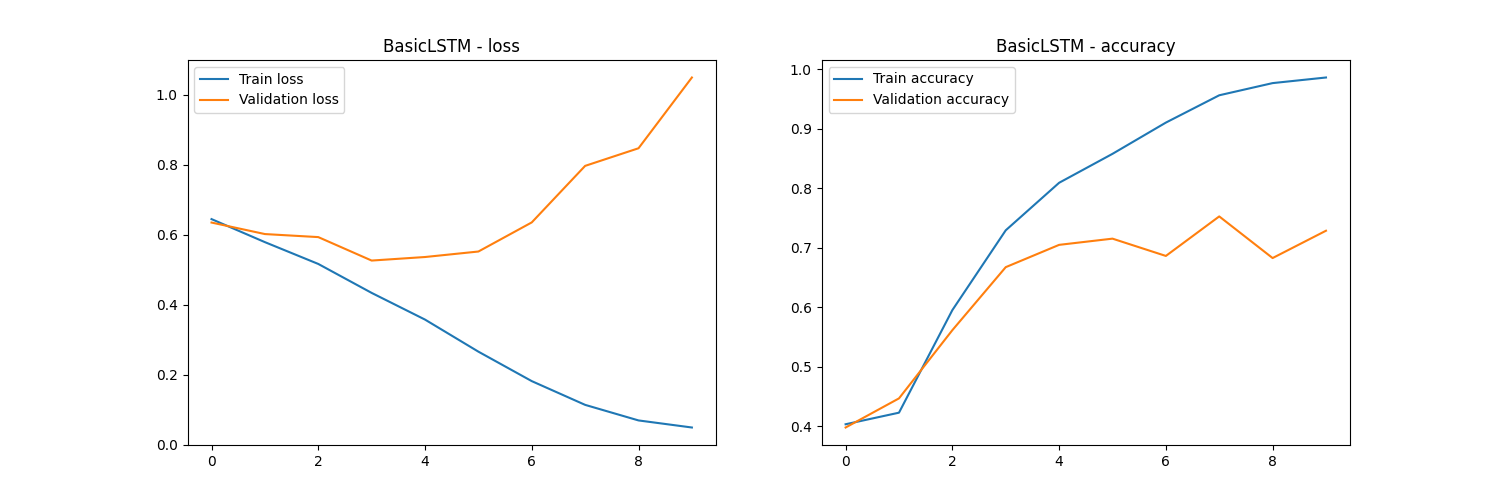 BasicLSTM - loss
Train loss
Validation loss
1.0
0.8
0.6
0.4
0.2
0.0
0 2 4 6 8
BasicLSTM - accuracy
Train accuracy
Validation accuracy
1.0
0.9
0.8
0.7
0.6
0.5
0.4
0 2 4 6 8